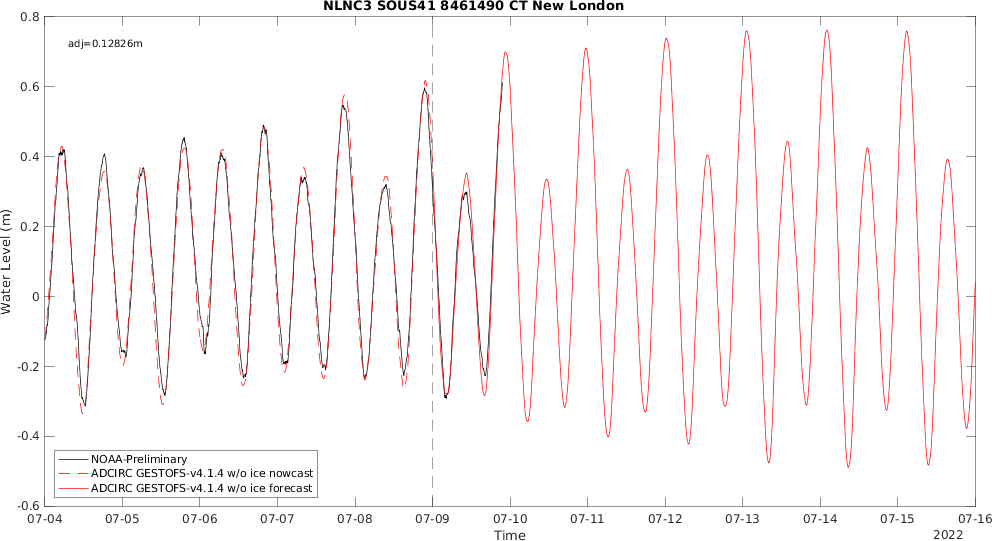 NLNC3 SOUS41 8461490 CT New London
adj=0.12826m
0.8
0.6
0.4
0.2
0
-0.2
-0.4
-0.6
Water Level (m)
NOAA-Preliminary
ADCIRC GESTOFS-v4.1.4 w/o ice nowcast
ADCIRC GESTOFS-v4.1.4 w/o ice forecast
07-04 07-05 07-06 07-07 07-08 07-09 07-10 07-11 07-12 07-13 07-14 07-15 07-16
Time
2022